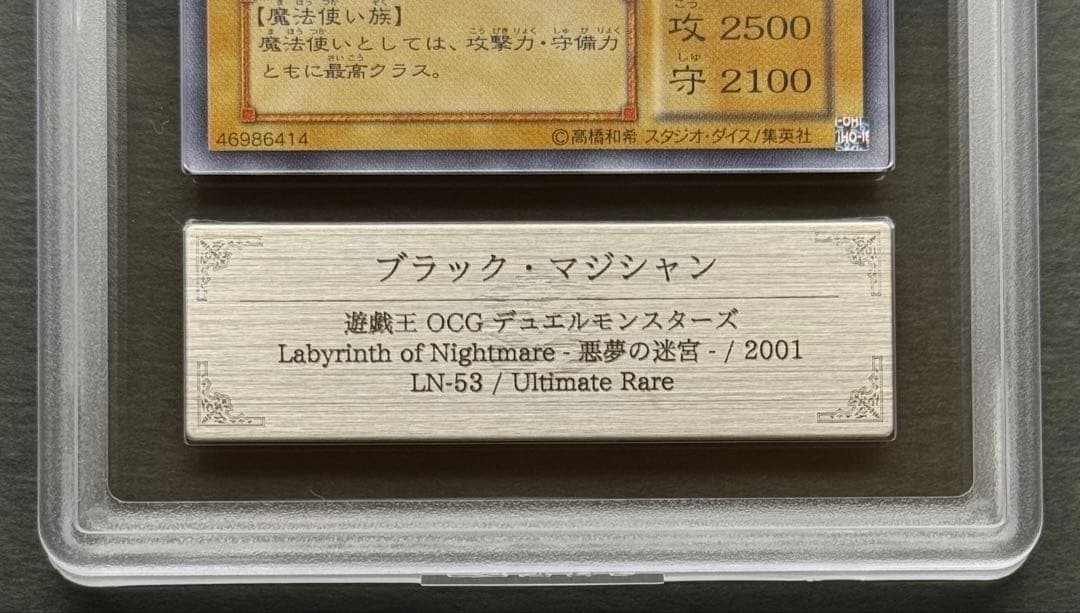 【魔法使い族】
魔法使いとしては、攻撃力・守備力
ともに最高クラス。
攻 2500
守 2100
46986414
©高橋和希 スタジオ・ダイス/集英社
ブラック・マジシャン
遊戯王 OCG デュエルモンスターズ
Labyrinth of Nightmare - 悪夢の迷宮 - / 2001
LN-53 / Ultimate Rare